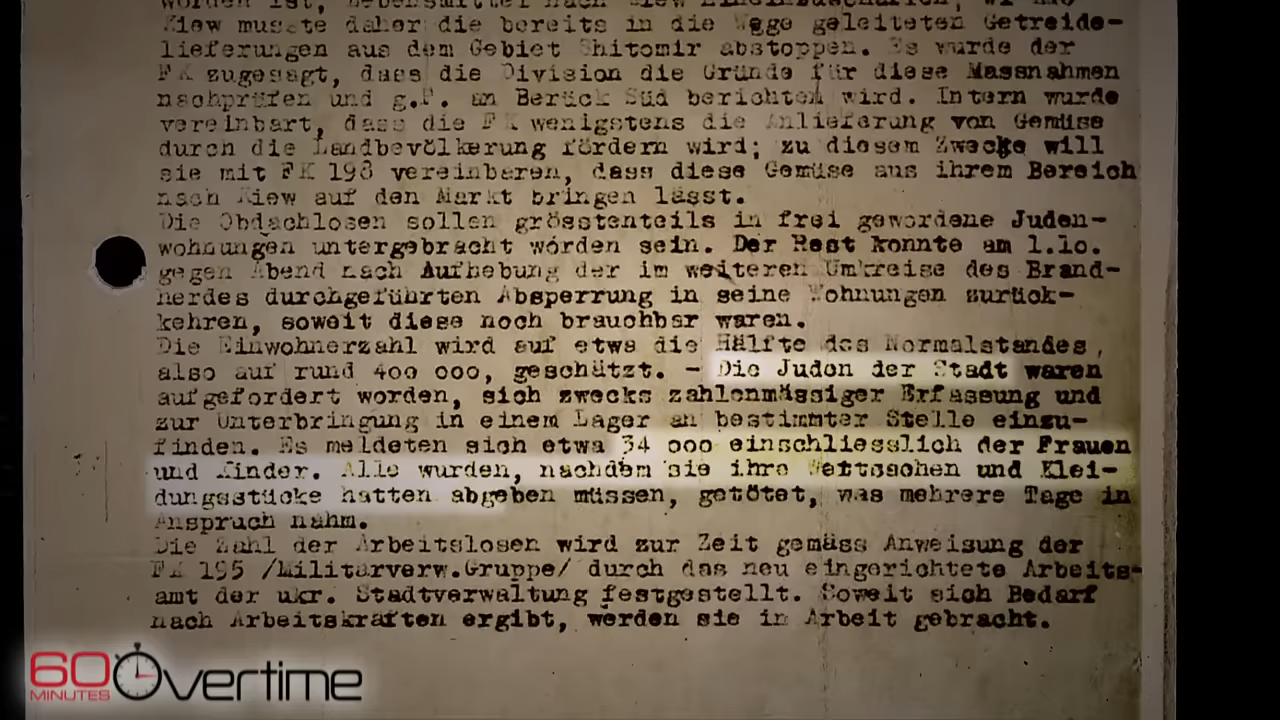 worden ist, Lebensmittel nach Kiew
Kiew musste daher die bereits in die Wege geleiteten Getreide-
lieferungen aus dem Gebiet Shitomir abstoppen. Es wurde der
FK zugesagt, dass die Division die Gründe für diese Massnahmen
nachprüfen und g.F. an Berück Süd berichten wird. Intern wurde
vereinbart, dass die FK wenigstens die Anlieferung von Gemüse
durch die Landbevölkerung fördern wird; zu diesem Zwecke will
sie mit FK 198 vereinbaren, dass diese Gemüse aus ihrem Bereich
nach Kiew auf den Markt bringen lässt.
Die Obdachlosen sollen grösstenteils in frei gewordene Juden-
wohnungen untergebracht worden sein. Der Rest konnte am 1.10.
gegen Abend nach Aufhebung der im weiteren Umkreise des Brand-
herdes durchgeführten Absperrung in seine Wohnungen zurück-
kehren, soweit diese noch brauchbar waren.
Die Einwohnerzahl wird auf etwa die Hälfte des Normalstandes,
also auf rund 400 000, geschätzt. - Die Juden der Stadt waren
aufgefordert worden, sich zwecks zahlenmässiger Erfassung und
zur Unterbringung in einem Lager an bestimmter Stelle einzu-
finden. Es meldeten sich etwa 34 000 einschliesslich der Frauen
und Kinder. Alle wurden, nachdem sie ihre Wertsachen und Klei-
dungsstücke hatten abgeben müssen, getötet, was mehrere Tage in
Anspruch nahm.
Die Zahl der Arbeitslosen wird zur Zeit gemäss Anweisung der
FK 195 /Militärverw.Gruppe/ durch das neu eingerichtete Arbeits-
amt der ukr. Stadtverwaltung festgestellt. Soweit sich Bedarf
nach Arbeitskräften ergibt, werden sie in Arbeit gebracht.
60 MINUTES Overtime